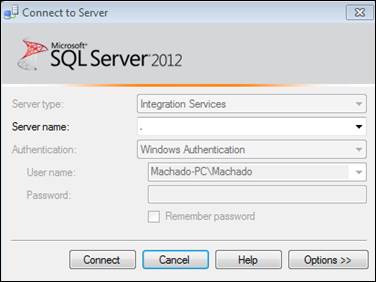 Connect to Server
Microsoft
SQL Server 2012
Server type: Integration Services
Server name: .
Authentication: Windows Authentication
User name: Machado-PC\Machado
Password:
Remember password
Connect Cancel Help Options >>